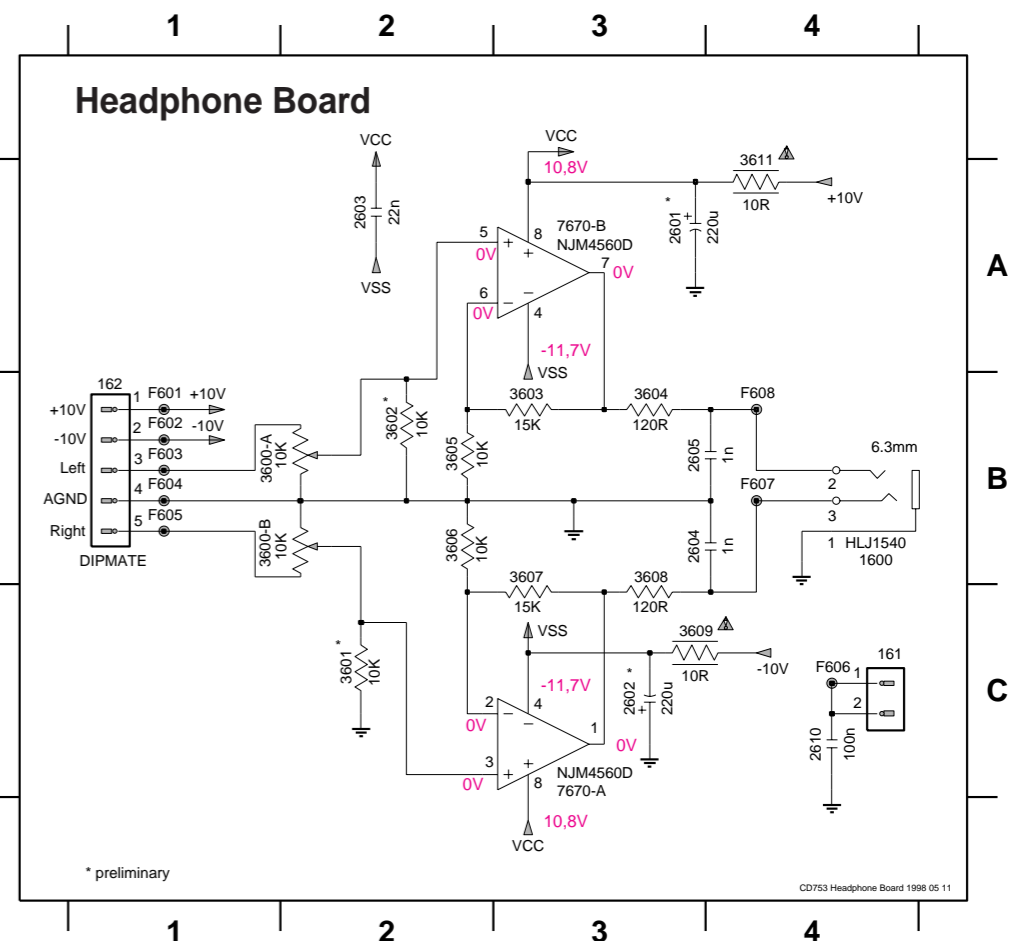 1 2 3 4
Headphone Board
VCC
2603
22n
VSS
VCC
10,8V
3611
10R
+10V
*
2601
+
220u
7670-B
NJM4560D
5
+
0V
8
+
7
0V
6
−
0V
−
4
-11,7V
VSS
A
162
+10V
1
F601
+10V
-10V
2
F602
-10V
Left
3
F603
AGND
4
F604
Right
5
F605
DIPMATE
3600-A
10K
3600-B
10K
*
3602
10K
3605
10K
3606
10K
3603
15K
3604
120R
F608
2605
1n
F607
2604
1n
6.3mm
2
3
1
HLJ1540
1600
B
3607
15K
3608
120R
VSS
3609
10R
-10V
*
3601
10K
-11,7V
2602
*
+
220u
2
−
0V
4
−
1
0V
3
+
0V
+
8
NJM4560D
7670-A
10,8V
VCC
161
F606
1
2
2610
100n
C
* preliminary
CD753 Headphone Board 1998 05 11
1 2 3 4